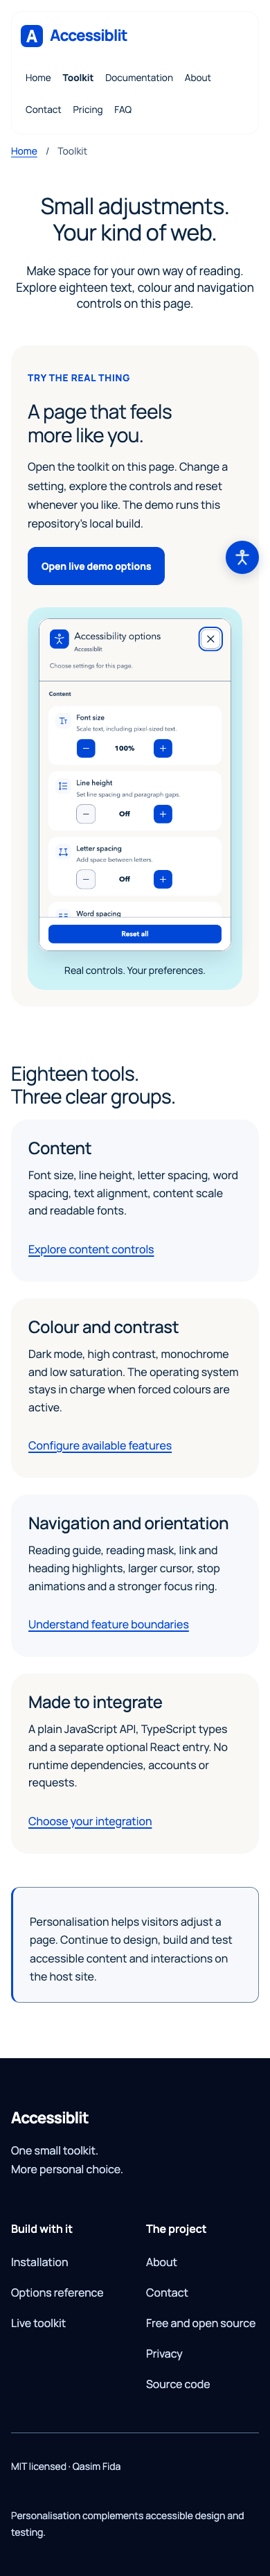 A Accessiblit
Home Toolkit Documentation About
Contact Pricing FAQ
Home / Toolkit
Small adjustments.
Your kind of web.
Make space for your own way of reading.
Explore eighteen text, colour and navigation
controls on this page.
TRY THE REAL THING
A page that feels
more like you.
Open the toolkit on this page. Change a
setting, explore the controls and reset
whenever you like. The demo runs this
repository's local build.
Open live demo options
Accessibility options
Accessiblit
Choose settings for this page.
Content
Font size
Scale text, including pixel sized text.
100%
Line height
Set line spacing and paragraph gaps.
Off
Letter spacing
Add space between letters.
Off
Word spacing
Reset all
Real controls. Your preferences.
Eighteen tools.
Three clear groups.
Content
Font size, line height, letter spacing, word
spacing, text alignment, content scale
and readable fonts.
Explore content controls
Colour and contrast
Dark mode, high contrast, monochrome
and low saturation. The operating system
stays in charge when forced colours are
active.
Configure available features
Navigation and orientation
Reading guide, reading mask, link and
heading highlights, larger cursor, stop
animations and a stronger focus ring.
Understand feature boundaries
Made to integrate
A plain JavaScript API, TypeScript types
and a separate optional React entry. No
runtime dependencies, accounts or
requests.
Choose your integration
Personalisation helps visitors adjust a
page. Continue to design, build and test
accessible content and interactions on
the host site.
Accessiblit
One small toolkit.
More personal choice.
Build with it
Installation
Options reference
Live toolkit
The project
About
Contact
Free and open source
Privacy
Source code
MIT licensed · Qasim Fida
Personalisation complements accessible design and
testing.